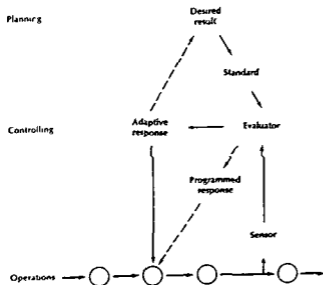 Planning
Desired
result
Standard
Controlling
Adaptive
response
Evaluator
Programmed
response
Sensor
Operations